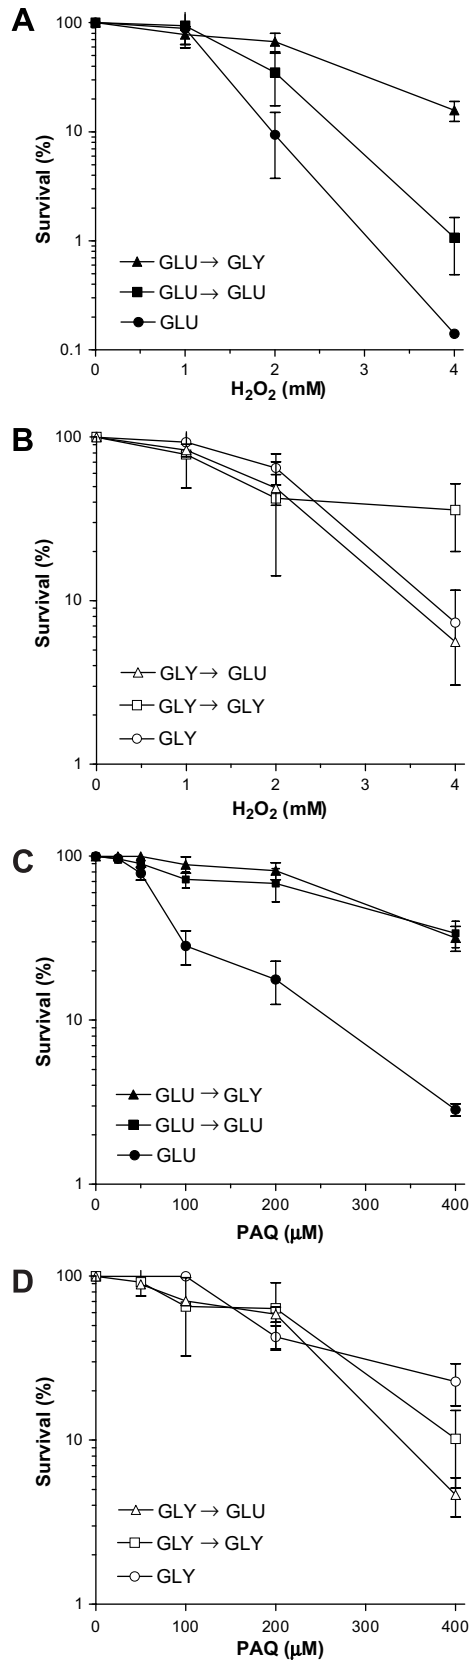 A
100
10
1
0.1
Survival (%)
GLU → GLY
GLU → GLU
GLU
0 1 2 3 4
H₂O₂ (mM)
B
100
10
1
Survival (%)
GLY → GLU
GLY → GLY
GLY
0 1 2 3 4
H₂O₂ (mM)
C
100
10
1
Survival (%)
GLU → GLY
GLU → GLU
GLU
0 100 200 300 400
PAQ (μM)
D
100
10
1
Survival (%)
GLY → GLU
GLY → GLY
GLY
0 100 200 300 400
PAQ (μM)